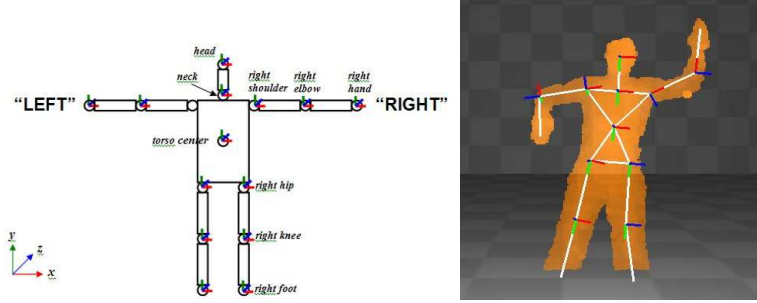 head
neck
right
shoulder
right
elbow
right
hand
“LEFT”
“RIGHT”
torso center
right hip
right knee
right foot
y
z
x